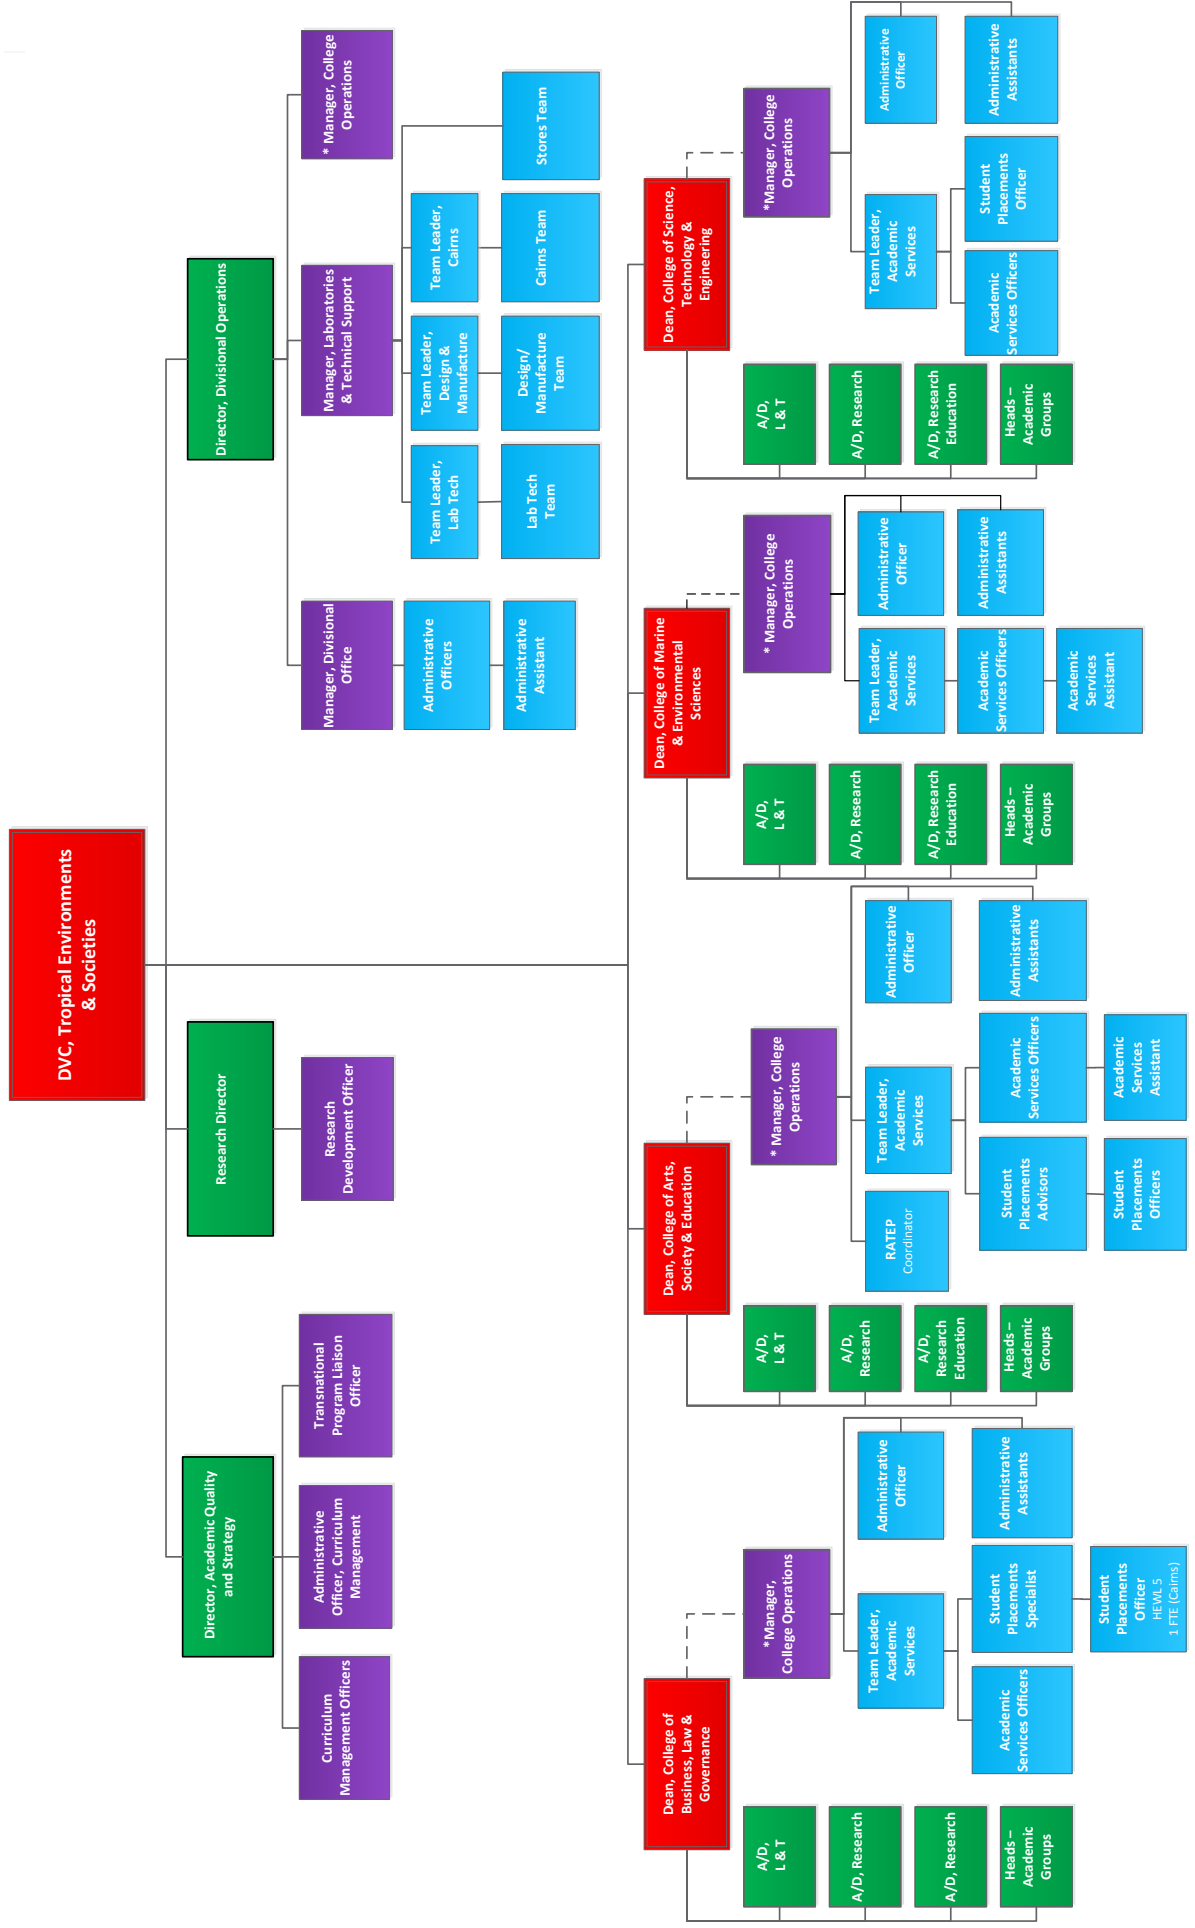 DVC, Tropical Environments
& Societies
Director, Academic Quality
and Strategy
Research Director
Director, Divisional Operations
Curriculum
Management Officers
Administrative
Officer, Curriculum
Management
Transnational
Program Liaison
Officer
Research
Development Officer
Manager, Divisional
Office
Manager, Laboratories
& Technical Support
* Manager, College
Operations
Administrative
Officers
Administrative
Assistant
Team Leader,
Lab Tech
Team Leader,
Design &
Manufacture
Team Leader,
Cairns
Lab Tech
Team
Design/
Manufacture
Team
Cairns Team
Stores Team
Dean, College of
Business, Law &
Governance
A/D,
L & T
A/D, Research
A/D, Research
Heads –
Academic
Groups
*Manager,
College Operations
Team Leader,
Academic
Services
Administrative
Officer
Academic
Services Officers
Student
Placements
Specialist
Administrative
Assistants
Student
Placements
Officer
HEWL 5
1 FTE (Cairns)
Dean, College of Arts,
Society & Education
A/D,
L & T
A/D,
Research
A/D,
Research
Education
Heads –
Academic
Groups
* Manager, College
Operations
RATEP
Coordinator
Team Leader,
Academic
Services
Administrative
Officer
Student
Placements
Advisors
Academic
Services Officers
Administrative
Assistants
Student
Placements
Officers
Academic
Services
Assistant
Dean, College of Marine
& Environmental
Sciences
A/D,
L & T
A/D, Research
A/D, Research
Education
Heads –
Academic
Groups
* Manager, College
Operations
Team Leader,
Academic
Services
Administrative
Officer
Academic
Services Officers
Administrative
Assistants
Academic
Services
Assistant
Dean, College of Science,
Technology &
Engineering
A/D,
L & T
A/D, Research
A/D, Research
Education
Heads –
Academic
Groups
*Manager, College
Operations
Team Leader,
Academic
Services
Administrative
Officer
Academic
Services Officers
Student
Placements
Officer
Administrative
Assistants